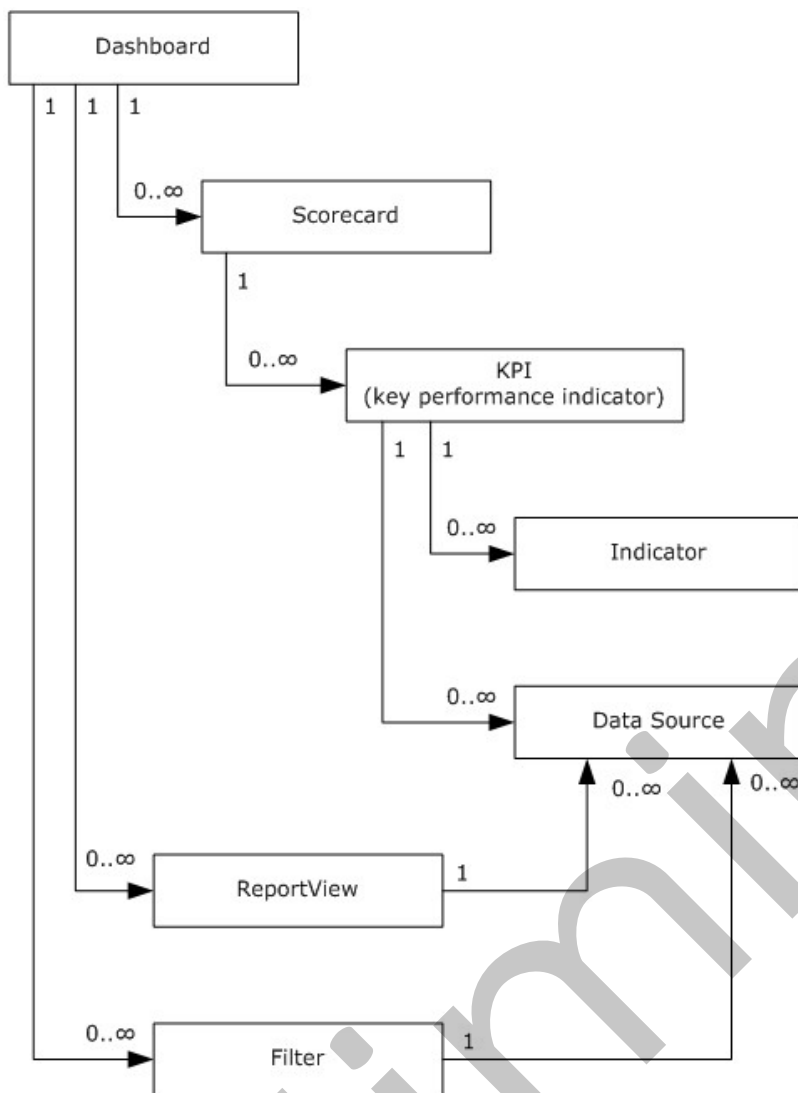 Dashboard
1 1 1
0..∞
Scorecard
1
0..∞
KPI
(key performance indicator)
1 1
0..∞
Indicator
0..∞
Data Source
0..∞ 0..∞
0..∞
ReportView
1
0..∞
Filter
1